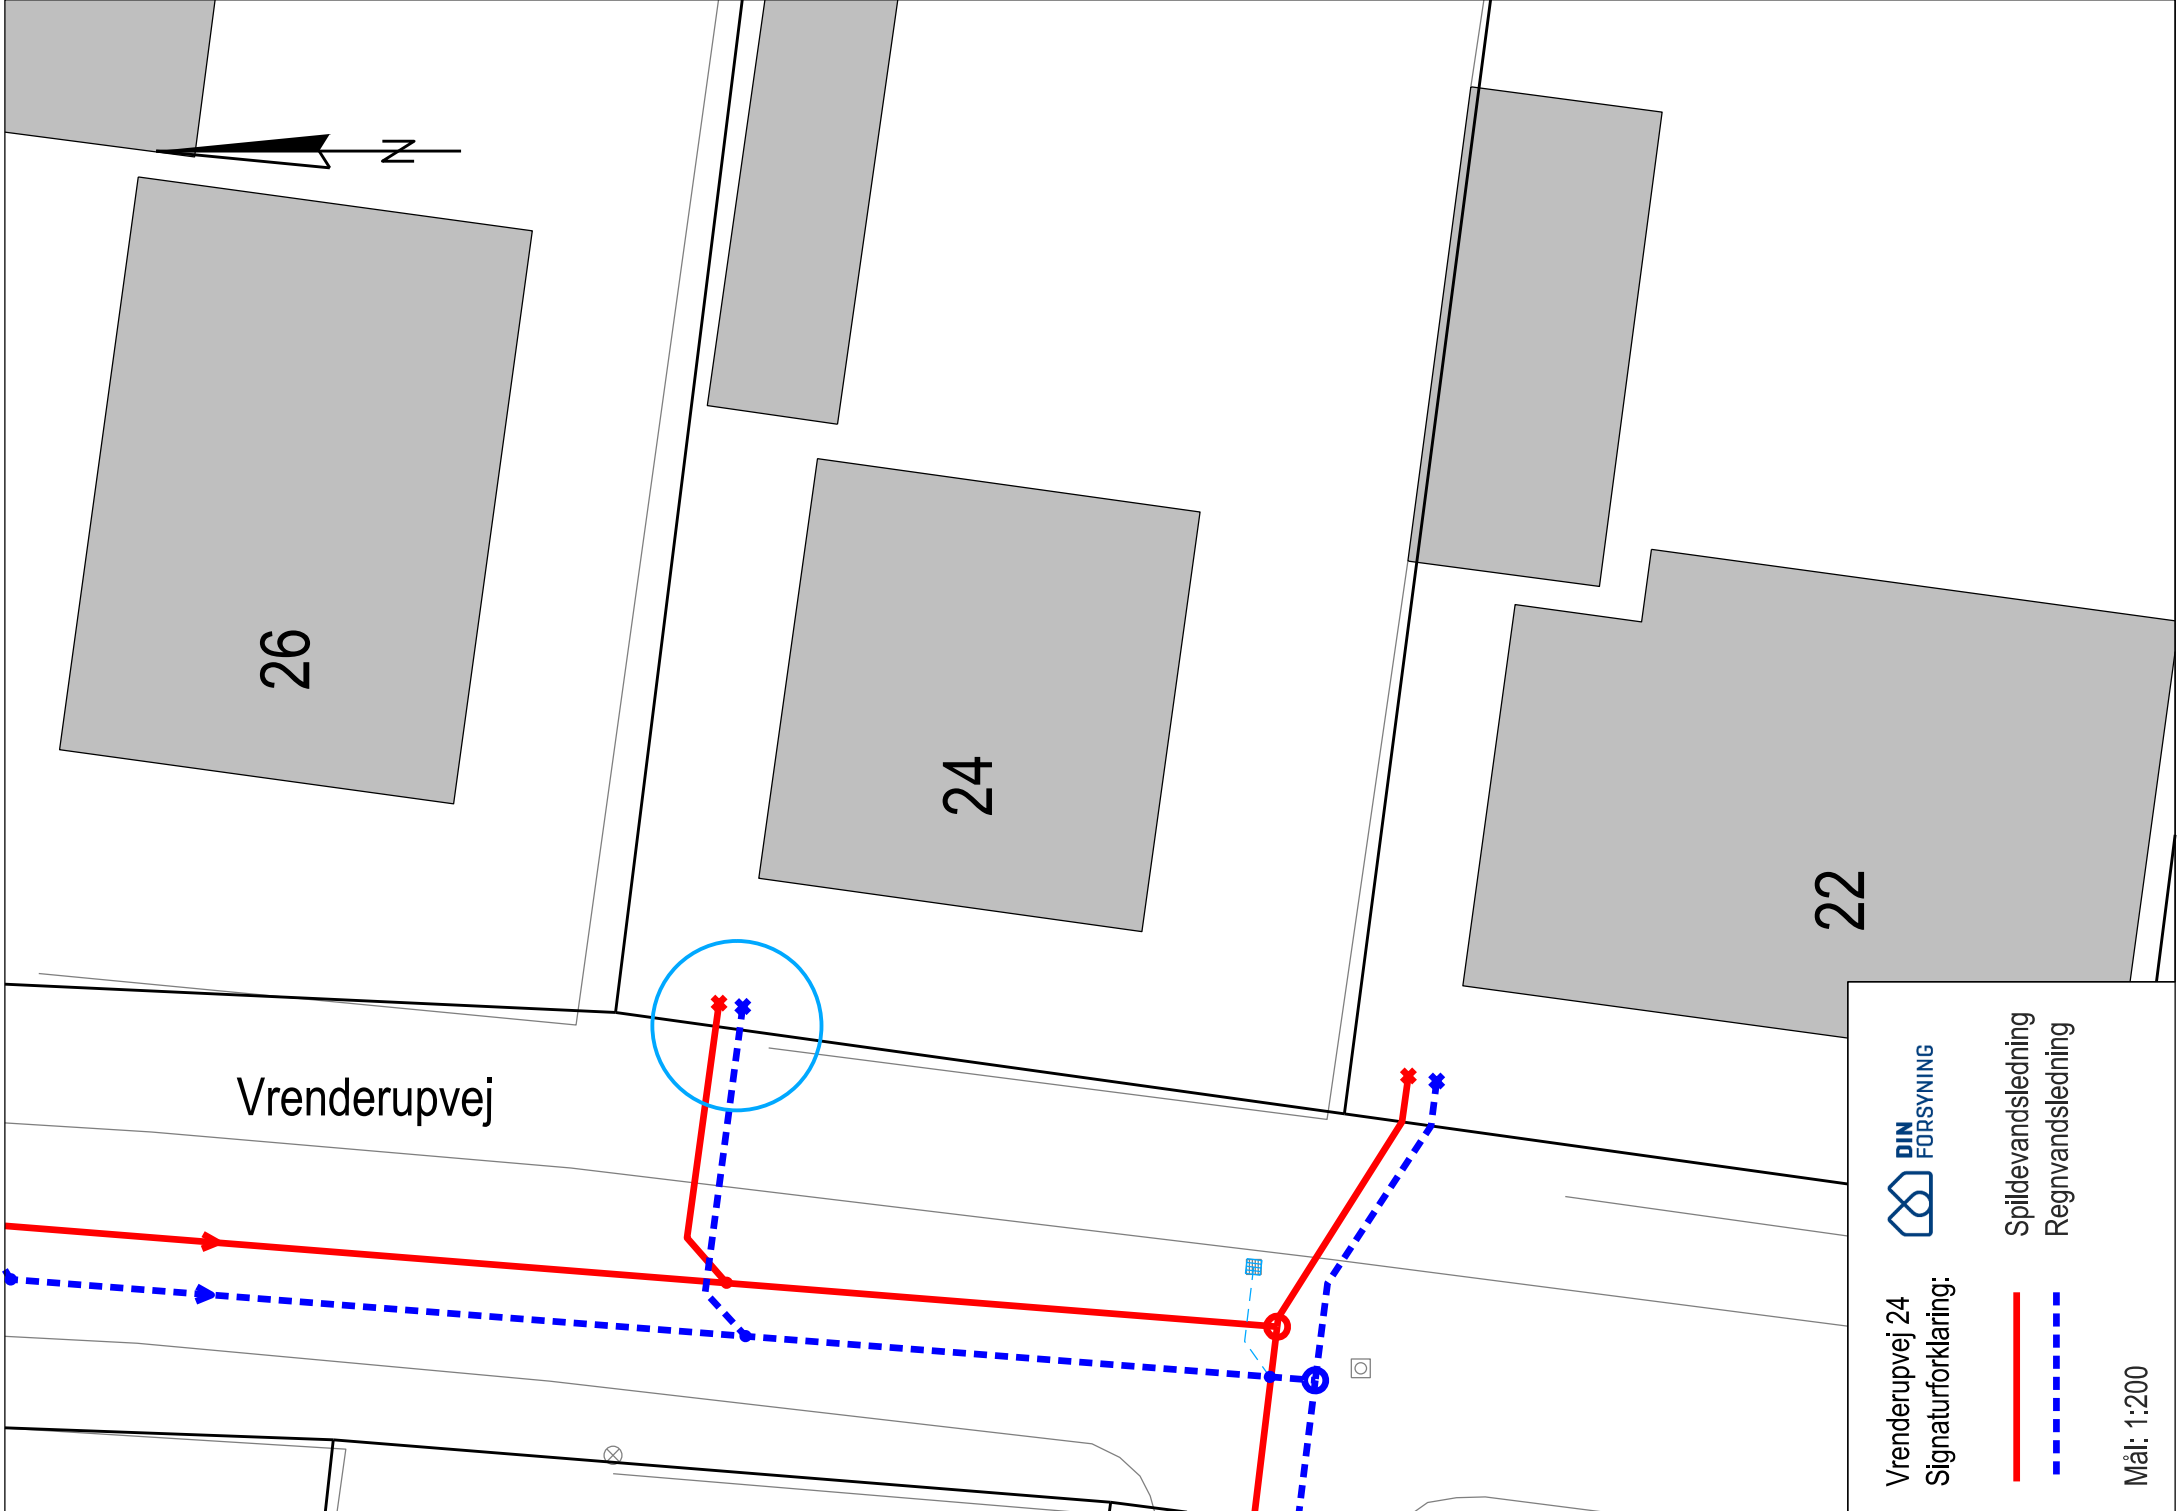 N
26
24
22
Vrenderupvej
DIN
FORSYNING
Vrenderupvej 24
Signaturforklaring:
Spildevandsledning
Regnvandsledning
Mål: 1:200